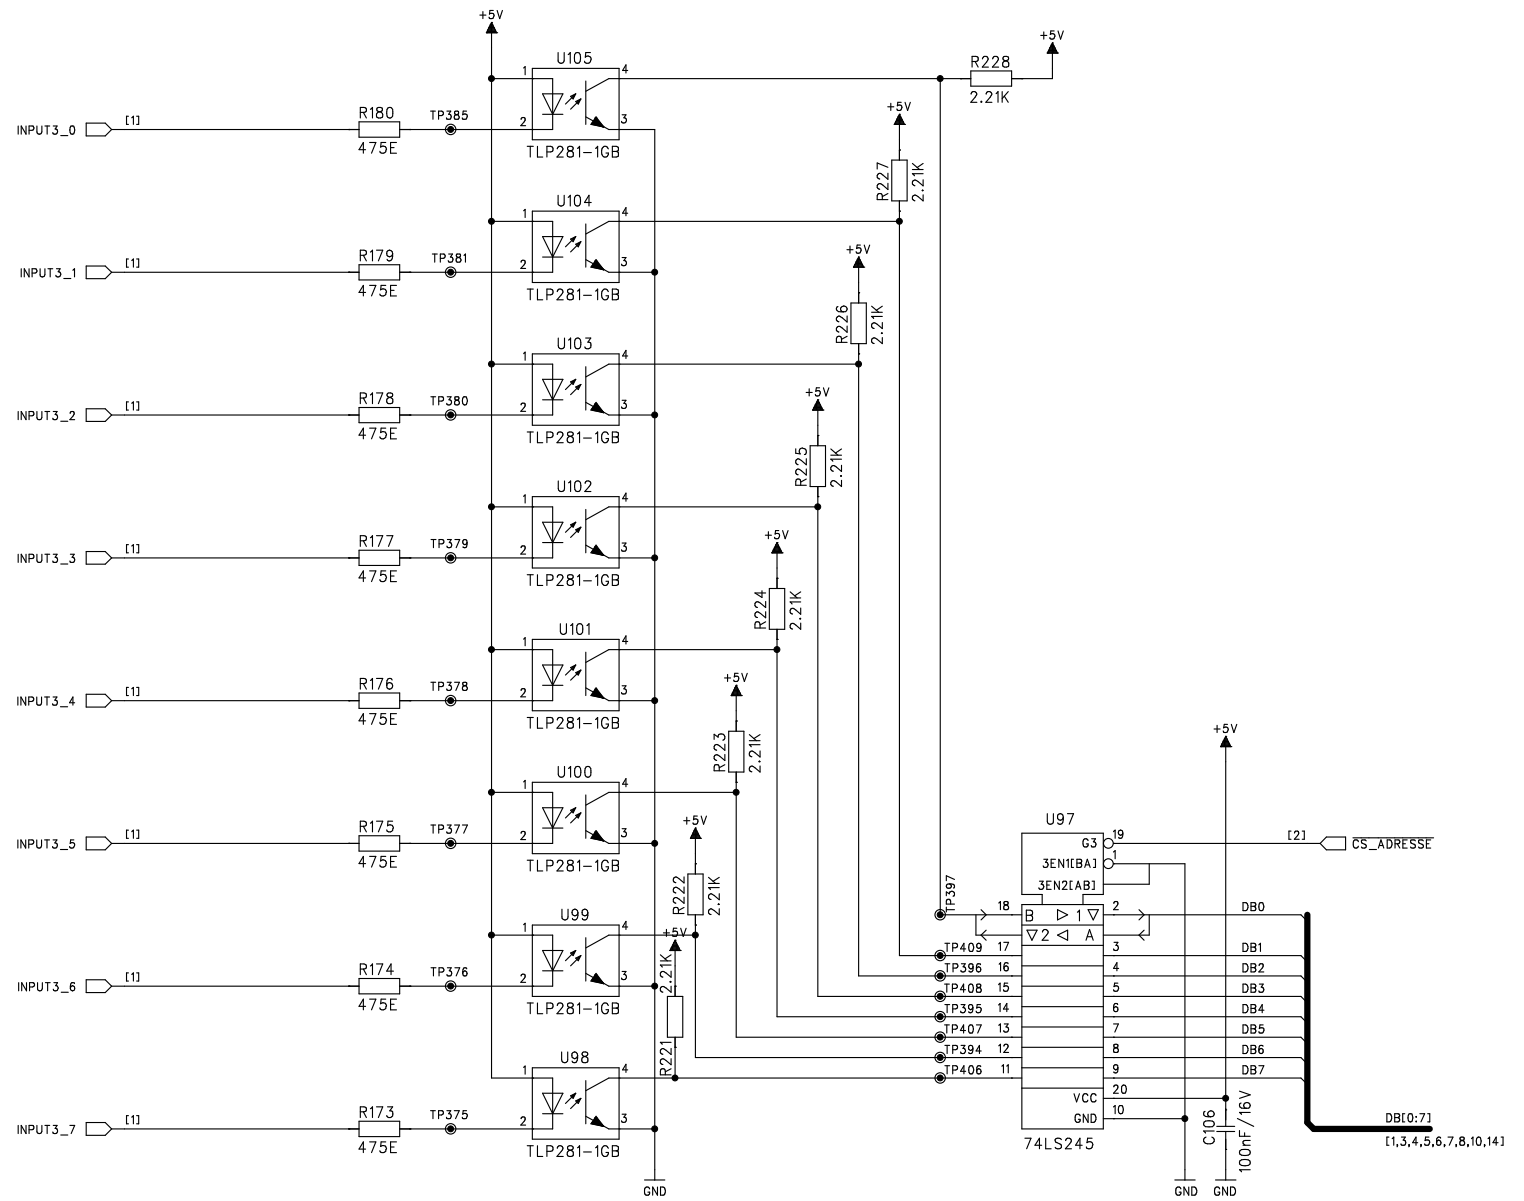 +5V
U105
1
4
2
3
TLP281-1GB
INPUT3_0
[1]
R180
475E
TP385
R228
2.21K
+5V
+5V
R227
2.21K
U104
1
4
2
3
TLP281-1GB
INPUT3_1
[1]
R179
475E
TP381
+5V
R226
2.21K
U103
1
4
2
3
TLP281-1GB
INPUT3_2
[1]
R178
475E
TP380
+5V
R225
2.21K
U102
1
4
2
3
TLP281-1GB
INPUT3_3
[1]
R177
475E
TP379
+5V
R224
2.21K
U101
1
4
2
3
TLP281-1GB
INPUT3_4
[1]
R176
475E
TP378
+5V
R223
2.21K
U100
1
4
2
3
TLP281-1GB
INPUT3_5
[1]
R175
475E
TP377
+5V
R222
2.21K
U99
1
4
2
3
TLP281-1GB
INPUT3_6
[1]
R174
475E
TP376
+5V
2.21K
R221
U98
1
4
2
3
TLP281-1GB
INPUT3_7
[1]
R173
475E
TP375
GND
U97
G3
19
[2]
CS_ADRESSE
3EN1[BA]
1
3EN2[AB]
TP397
18
B
1
2
DB0
2
A
TP409
17
3
DB1
TP396
16
4
DB2
TP408
15
5
DB3
TP395
14
6
DB4
TP407
13
7
DB5
TP394
12
8
DB6
TP406
11
9
DB7
VCC
20
GND
10
74LS245
+5V
C106
100nF/16V
GND
GND
DB[0:7]
[1,3,4,5,6,7,8,10,14]